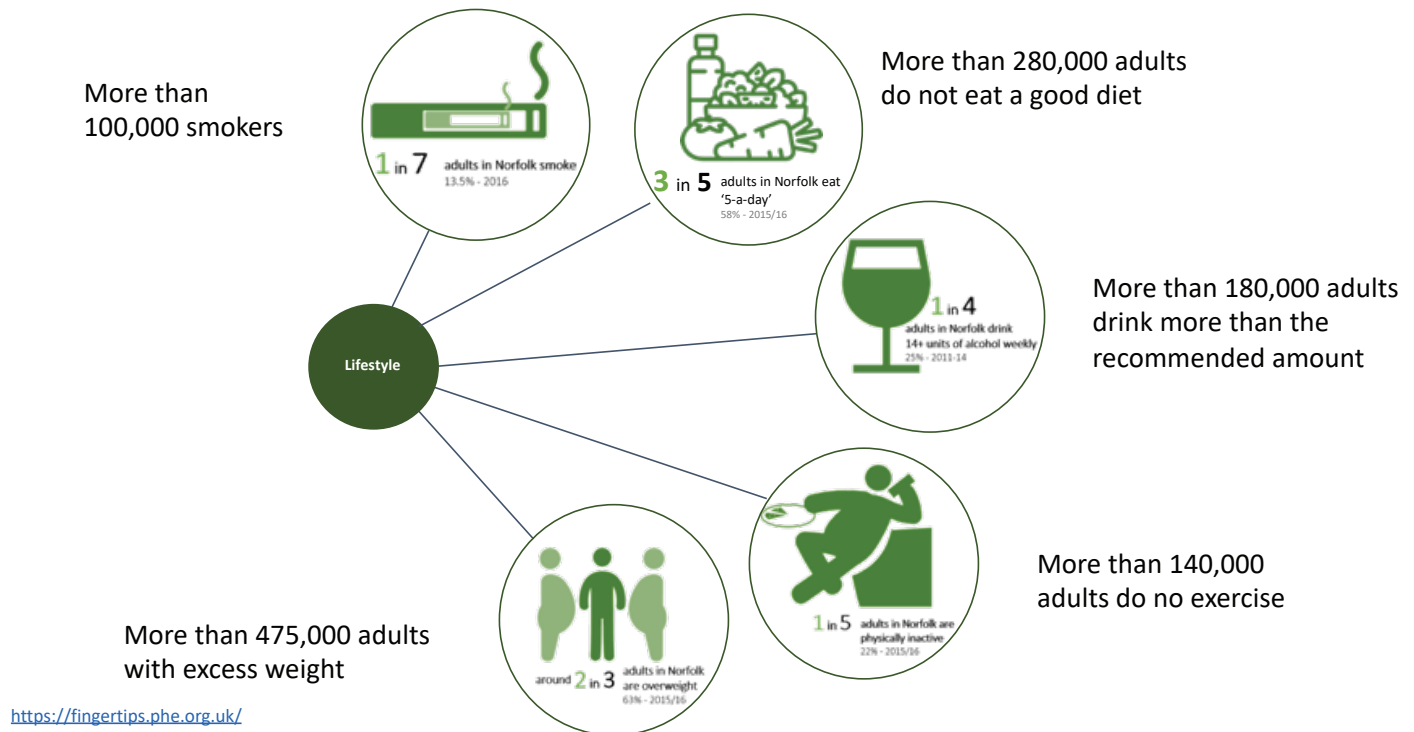 More than
100,000 smokers
1 in 7 adults in Norfolk smoke
13.5% - 2016
More than 280,000 adults
do not eat a good diet
3 in 5 adults in Norfolk eat
'5-a-day'
58% - 2015/16
More than 180,000 adults
drink more than the
recommended amount
1 in 4
adults in Norfolk drink
14+ units of alcohol weekly
25% - 2011-14
Lifestyle
More than 140,000
adults do no exercise
1 in 5 adults in Norfolk are
physically inactive
22% - 2015/16
More than 475,000 adults
with excess weight
around 2 in 3 adults in Norfolk
are overweight
63% - 2015/16
https://fingertips.phe.org.uk/